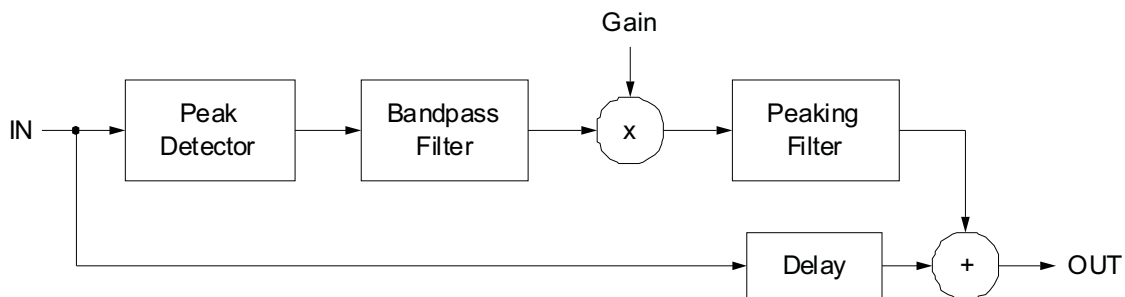 Gain
IN
Peak
Detector
Bandpass
Filter
x
Peaking
Filter
Delay
+
OUT